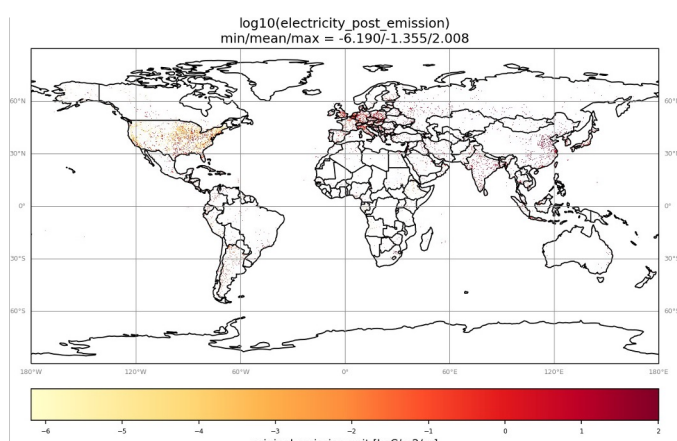 log10(electricity_post_emission)
min/mean/max = -6.190/-1.355/2.008
60°N 60°N
30°N 30°N
0° 0°
30°S 30°S
60°S 60°S
180°W 120°W 60°W 0° 60°E 120°E 180°E
−6 −5 −4 −3 −2 −1 0 1 2